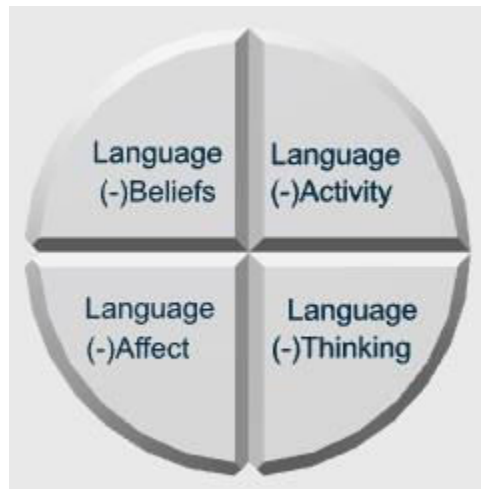 Language
(-)Beliefs
Language
(-)Activity
Language
(-)Affect
Language
(-)Thinking